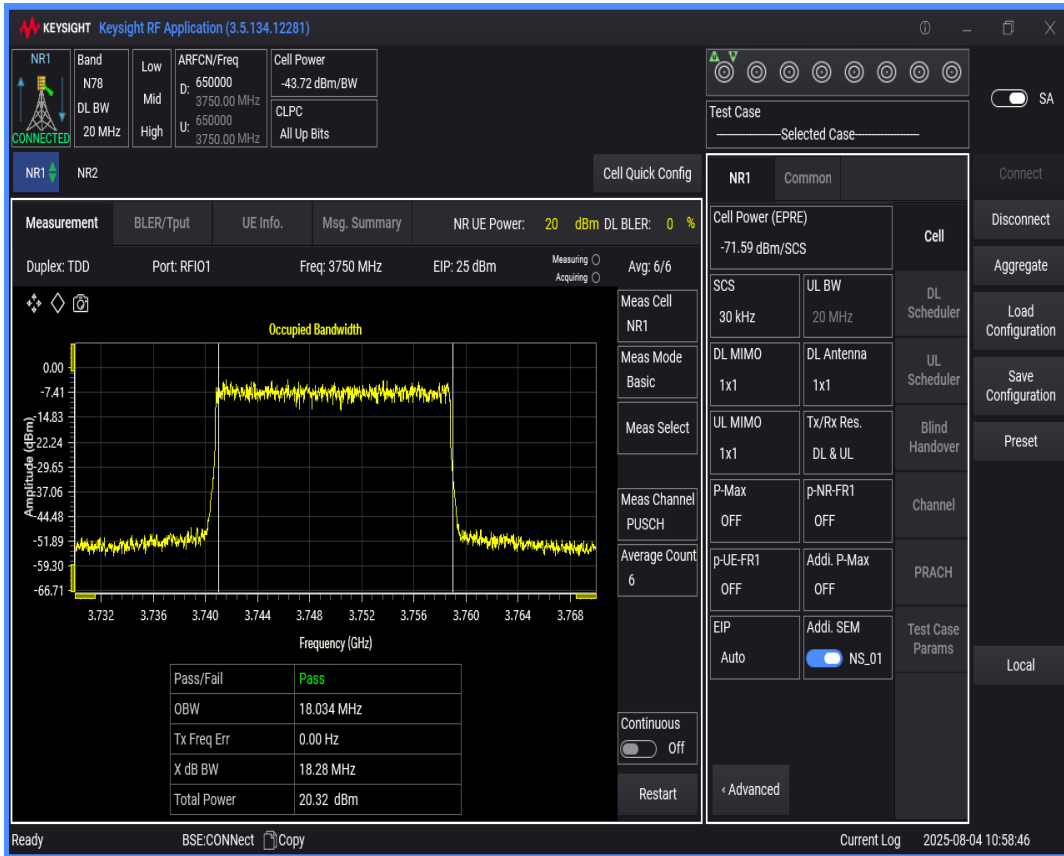 KEYSIGHT Keysight RF Application (3.5.134.12281)
NR1
CONNECTED
Band
N78
DL BW
20 MHz
Low
Mid
High
ARFCN/Freq
D: 650000
3750.00 MHz
U: 650000
3750.00 MHz
Cell Power
-43.72 dBm/BW
CLPC
All Up Bits
Test Case
--------------------Selected Case--------------------
SA
NR1
NR2
Cell Quick Config
NR1
Common
Connect
Disconnect
Aggregate
Load
Configuration
Save
Configuration
Preset
Local
Measurement
BLER/Tput
UE Info.
Msg. Summary
NR UE Power: 20 dBm DL BLER: 0 %
Duplex: TDD
Port: RFIO1
Freq: 3750 MHz
EIP: 25 dBm
Measuring
Acquiring
Avg: 6/6
Occupied Bandwidth
Amplitude (dBm)
0.00
-7.41
-14.83
-22.24
-29.65
-37.06
-44.48
-51.89
-59.30
-66.71
3.732 3.736 3.740 3.744 3.748 3.752 3.756 3.760 3.764 3.768
Frequency (GHz)
Pass/Fail Pass
OBW 18.034 MHz
Tx Freq Err 0.00 Hz
X dB BW 18.28 MHz
Total Power 20.32 dBm
Meas Cell
NR1
Meas Mode
Basic
Meas Select
Meas Channel
PUSCH
Average Count
6
Continuous
Off
Restart
Cell Power (EPRE)
-71.59 dBm/SCS
SCS
30 kHz
UL BW
20 MHz
DL MIMO
1x1
DL Antenna
1x1
UL MIMO
1x1
Tx/Rx Res.
DL & UL
P-Max
OFF
p-NR-FR1
OFF
p-UE-FR1
OFF
Addi. P-Max
OFF
EIP
Auto
Addi. SEM
NS_01
‹ Advanced
Cell
DL
Scheduler
UL
Scheduler
Blind
Handover
Channel
PRACH
Test Case
Params
Ready
BSE:CONNect
Copy
Current Log
2025-08-04 10:58:46